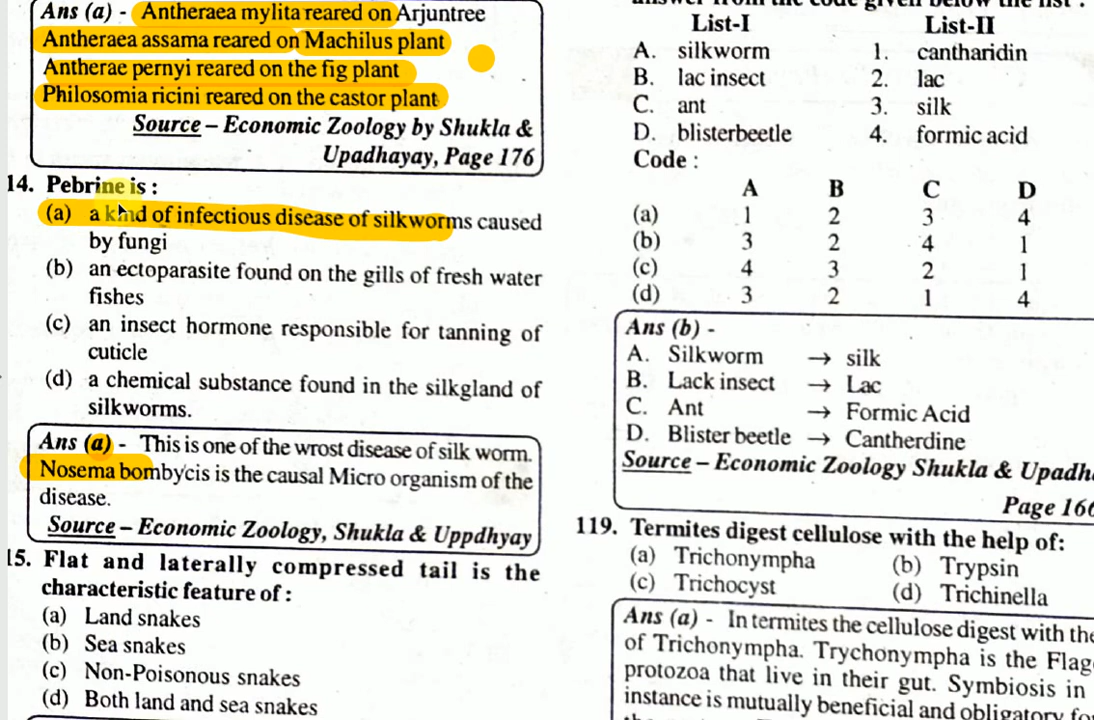 Ans (a) - Antheraea mylita reared on Arjuntree
Antheraea assama reared on Machilus plant
Antherae pernyi reared on the fig plant
Philosomia ricini reared on the castor plant
Source – Economic Zoology by Shukla &
Upadhayay, Page 176
14. Pebrine is :
(a) a kind of infectious disease of silkworms caused
by fungi
(b) an ectoparasite found on the gills of fresh water
fishes
(c) an insect hormone responsible for tanning of
cuticle
(d) a chemical substance found in the silkgland of
silkworms.
Ans (a) - This is one of the wrost disease of silk worm.
Nosema bombycis is the causal Micro organism of the
disease.
Source – Economic Zoology, Shukla & Uppdhyay
15. Flat and laterally compressed tail is the
characteristic feature of :
(a) Land snakes
(b) Sea snakes
(c) Non-Poisonous snakes
(d) Both land and sea snakes
answer from the code given below the list :
List-I List-II
A. silkworm 1. cantharidin
B. lac insect 2. lac
C. ant 3. silk
D. blisterbeetle 4. formic acid
Code :
A B C D
(a) 1 2 3 4
(b) 3 2 4 1
(c) 4 3 2 1
(d) 3 2 1 4
Ans (b) -
A. Silkworm → silk
B. Lack insect → Lac
C. Ant → Formic Acid
D. Blister beetle → Cantherdine
Source – Economic Zoology Shukla & Upadh
Page 166
119. Termites digest cellulose with the help of:
(a) Trichonympha (b) Trypsin
(c) Trichocyst (d) Trichinella
Ans (a) - In termites the cellulose digest with the
of Trichonympha. Trychonympha is the Flag
protozoa that live in their gut. Symbiosis in
instance is mutually beneficial and obligatory fo